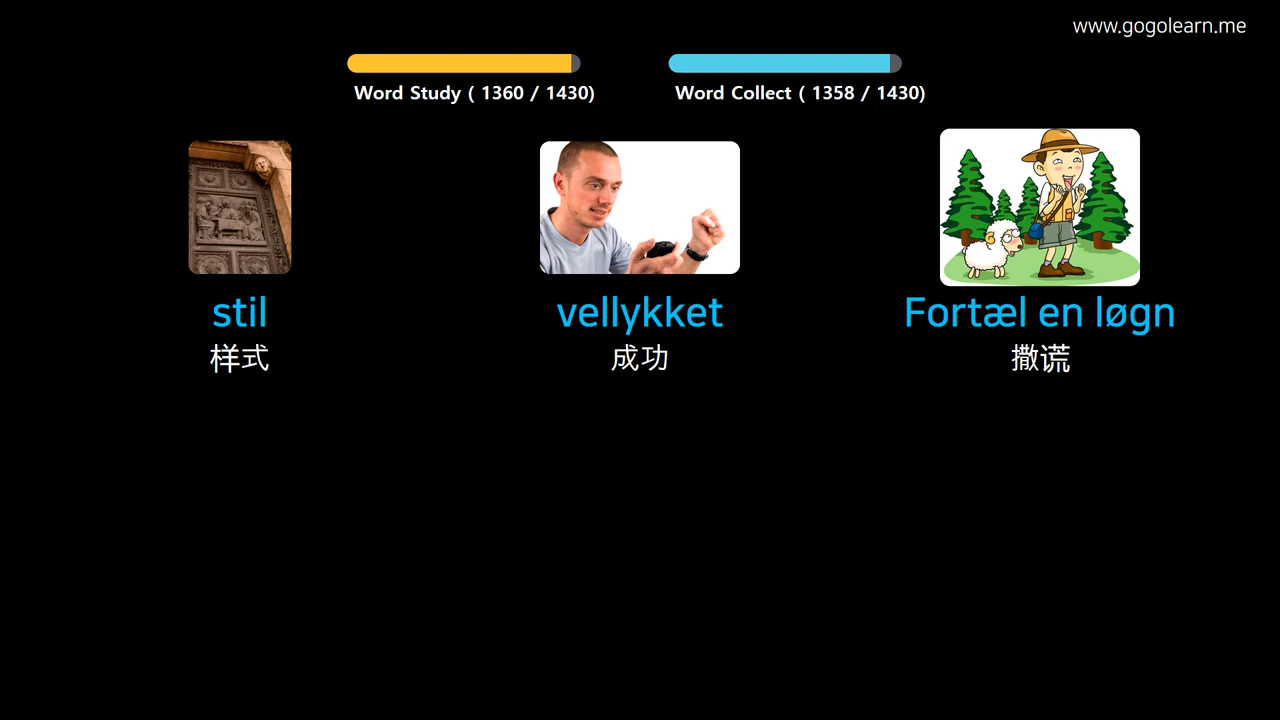 www.gogolearn.me
Word Study ( 1360 / 1430)
Word Collect ( 1358 / 1430)
stil
样式
vellykket
成功
Fortæl en løgn
撒谎